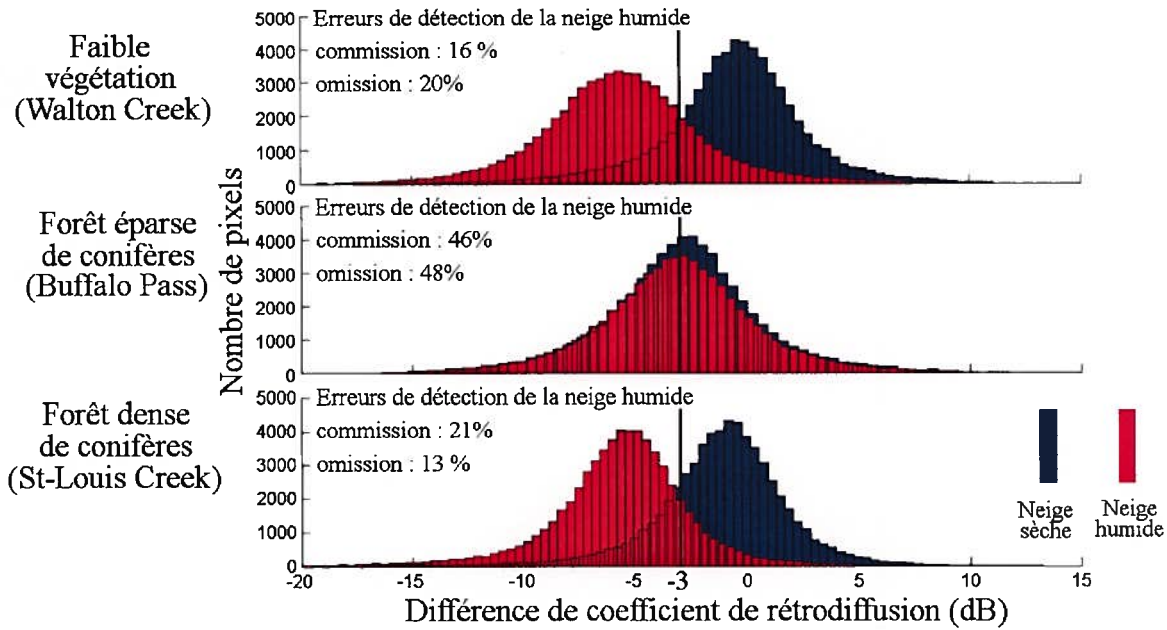 Faible
végétation
(Walton Creek)
Erreurs de détection de la neige humide
commission : 16 %
omission : 20%
5000
4000
3000
2000
1000
0
Nombre de pixels
Forêt éparse
de conifères
(Buffalo Pass)
Erreurs de détection de la neige humide
commission : 46%
omission : 48%
5000
4000
3000
2000
1000
0
Forêt dense
de conifères
(St-Louis Creek)
Erreurs de détection de la neige humide
commission : 21%
omission : 13 %
5000
4000
3000
2000
1000
0
-20 -15 -10 -5 -3 0 5 10 15
Différence de coefficient de rétrodiffusion (dB)
Neige
sèche
Neige
humide